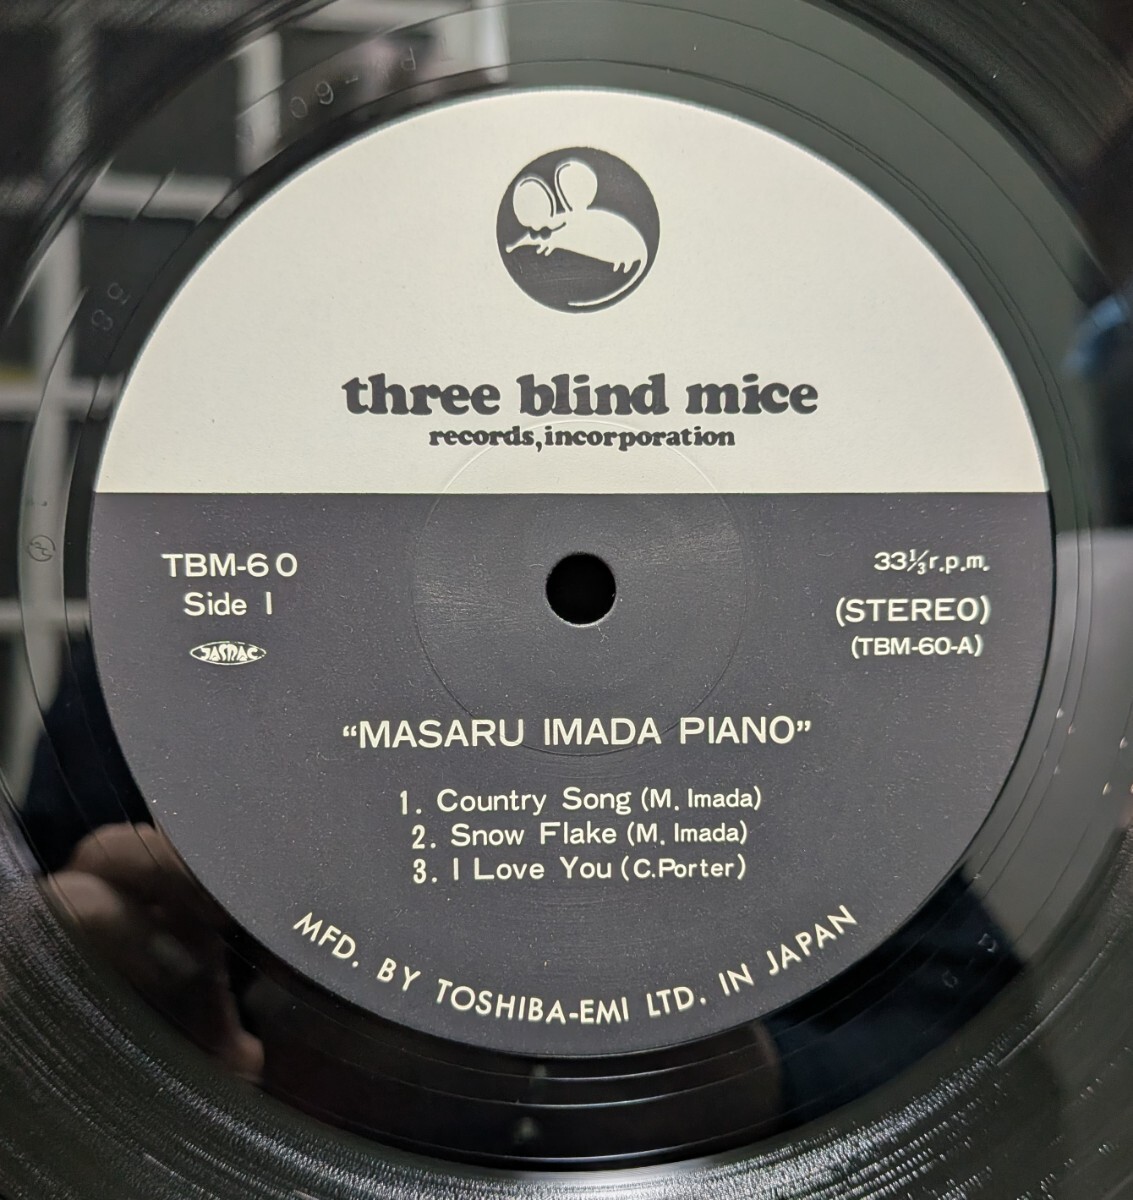 three blind mice
records,incorporation
TBM-60
Side 1
JASRAC
33⅓r.p.m.
(STEREO)
(TBM-60-A)
“MASARU IMADA PIANO”
1. Country Song (M. Imada)
2. Snow Flake (M. Imada)
3. I Love You (C.Porter)
MFD. BY TOSHIBA-EMI LTD. IN JAPAN